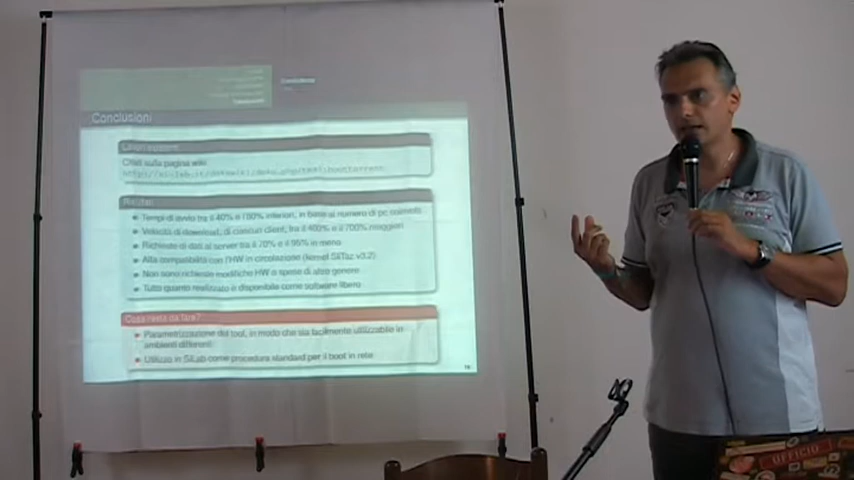 Conclusioni
Citati sulla pagina wiki
Risultati
Tempi di avvio tra il 40% e l'80% inferiori, in base al numero di pc coinvolti
Velocità di download, di concurr client, tra il 400% e il 700% maggiori
Richieste di dati al server tra il 70% e il 95% in meno
Alta compatibilità con l'HW in circolazione (kernel SliTaz v3.2)
Non sono richieste modifiche HW o spese di altro genere
Tutto quanto realizzato è disponibile come software libero
Cosa resta da fare?
Parametrizzazione del tool, in modo che sia facilmente utilizzabile in
ambienti differenti
Utilizzo in SiLab come procedura standard per il boot in rete
UFFICIO